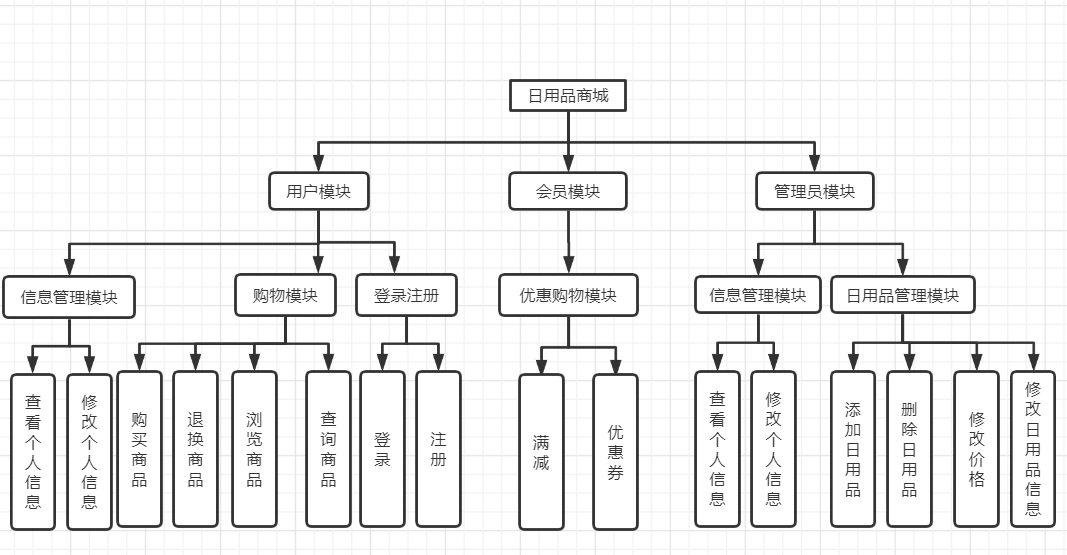 日用品商城
用户模块
会员模块
管理员模块
信息管理模块
购物模块
登录注册
优惠购物模块
信息管理模块
日用品管理模块
查看个人信息
修改个人信息
购买商品
退换商品
浏览商品
查询商品
登录
注册
满减
优惠券
查看个人信息
修改个人信息
添加日用品
删除日用品
修改价格
修改日用品信息